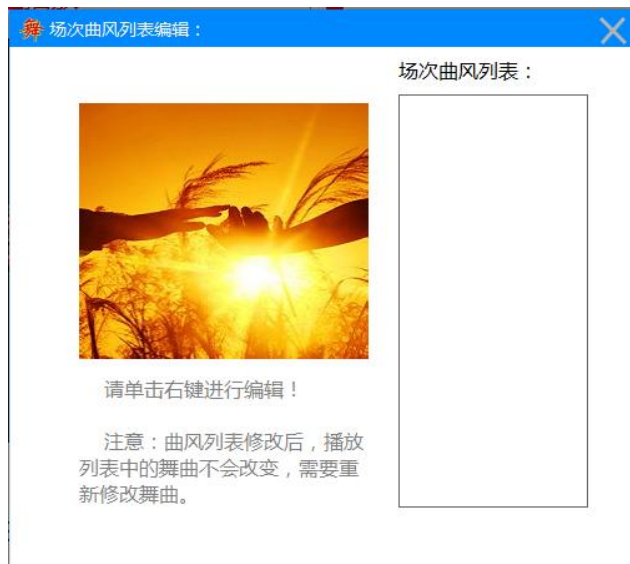 舞 场次曲风列表编辑：
场次曲风列表：
请单击右键进行编辑！
注意：曲风列表修改后，播放
列表中的舞曲不会改变，需要重
新修改舞曲。